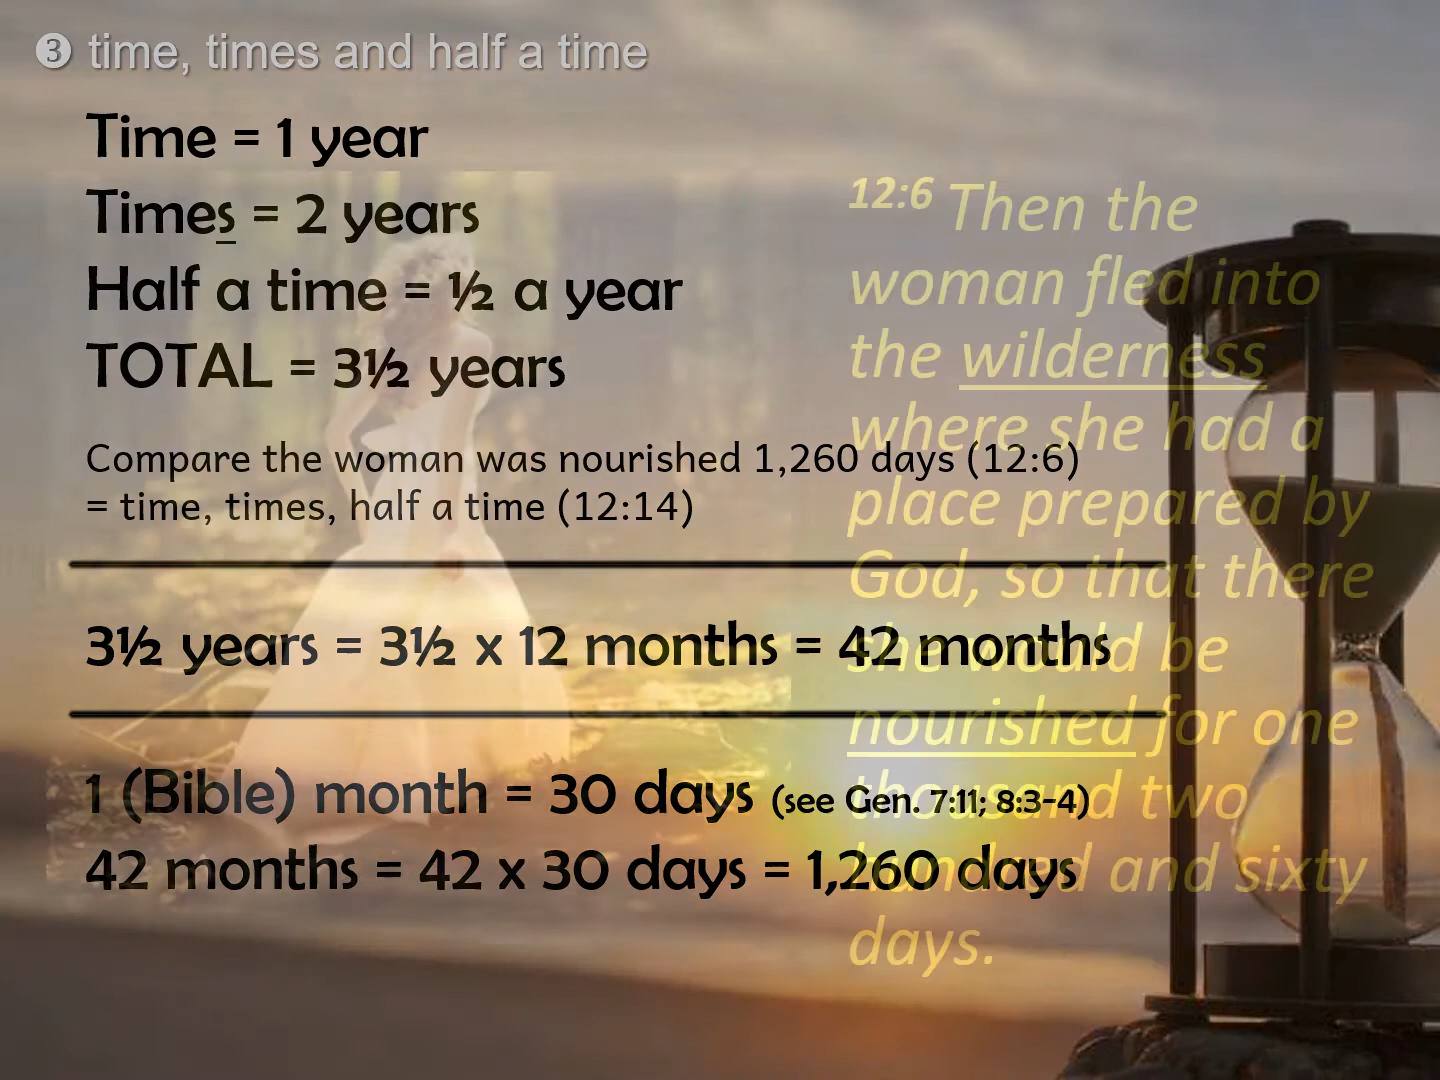 ❸ time, times and half a time
Time = 1 year
Times = 2 years
Half a time = ½ a year
TOTAL = 3½ years
Compare the woman was nourished 1,260 days (12:6)
= time, times, half a time (12:14)
3½ years = 3½ x 12 months = 42 months
1 (Bible) month = 30 days (see Gen. 7:11; 8:3-4)
42 months = 42 x 30 days = 1,260 days
12:6 Then the
woman fled into
the wilderness
where she had a
place prepared by
God, so that there
she would be
nourished for one
thousand two
hundred and sixty
days.